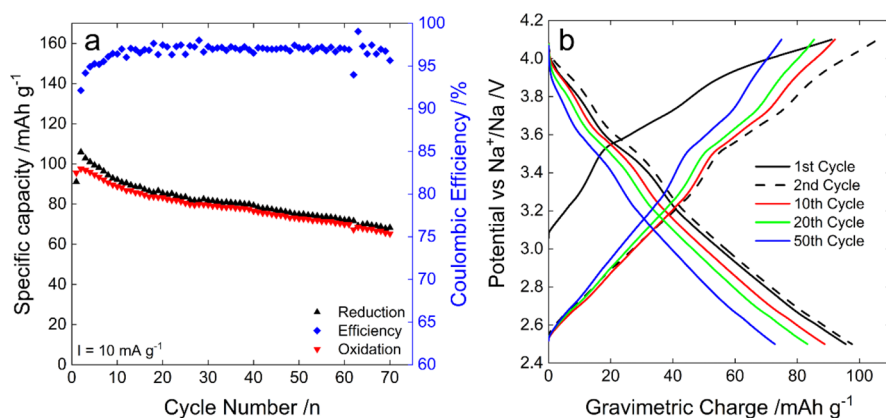 a
160
140
120
100
80
60
40
20
0
Specific capacity /mAh g-1
0 10 20 30 40 50 60 70
Cycle Number /n
100
95
90
85
80
75
70
65
60
Coulombic Efficiency /%
Reduction
Efficiency
Oxidation
I = 10 mA g-1
b
4.2
4.0
3.8
3.6
3.4
3.2
3.0
2.8
2.6
2.4
Potential vs Na+/Na /V
0 20 40 60 80 100
Gravimetric Charge /mAh g-1
1st Cycle
2nd Cycle
10th Cycle
20th Cycle
50th Cycle